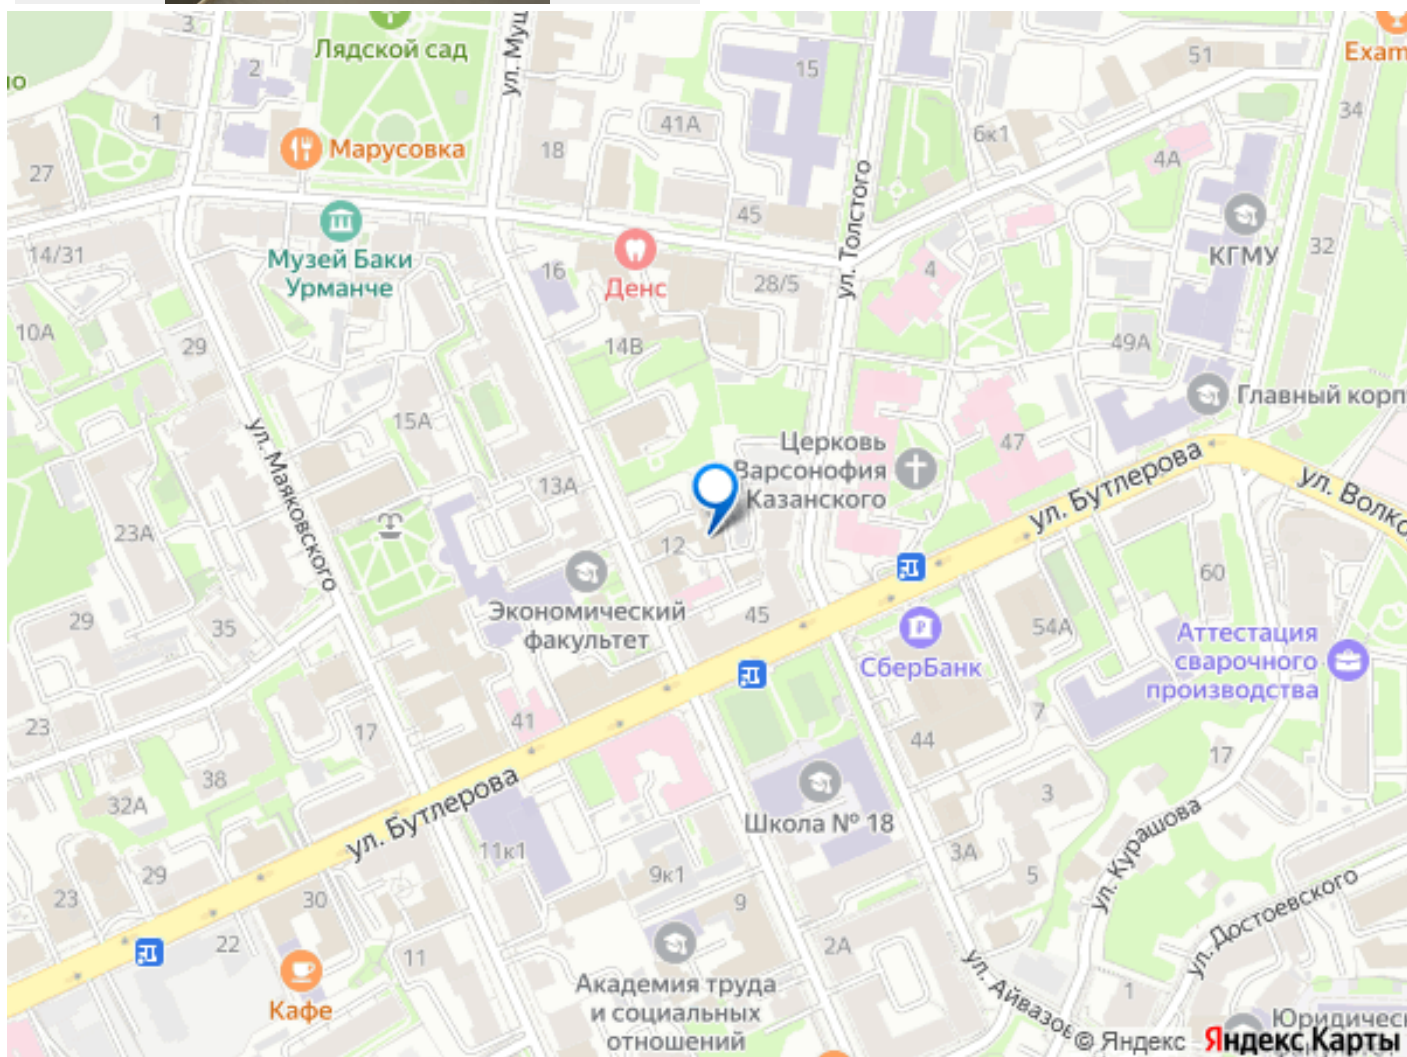 3
Лядской сад
ул. Муш
15
51
Exam
2
ю
1
41А
6к1
34
Марусовка
18
4А
27
ул. Толстого
45
14/31
Музей Баки
Урманче
16
Денс
28/5
4
КГМУ
32
10А
29
14В
49А
Главный корп
15А
ул. Маяковского
Церковь
Варсонофия
Казанского
47
ул. Бутлерова
ул. Волко
13А
23А
12
60
Экономический
факультет
29
35
45
54А
СберБанк
Аттестация
сварочного
производства
23
17
41
7
44
17
38
32А
ул. Бутлерова
3
Школа № 18
ул. Курашова
11к1
3А
29
9к1
5
23
30
9
ул. Достоевского
22
11
2А
Кафе
Академия труда
и социальных
отношений
ул. Айвазо
1
Юридичес
© Яндекс Яндекс Карты